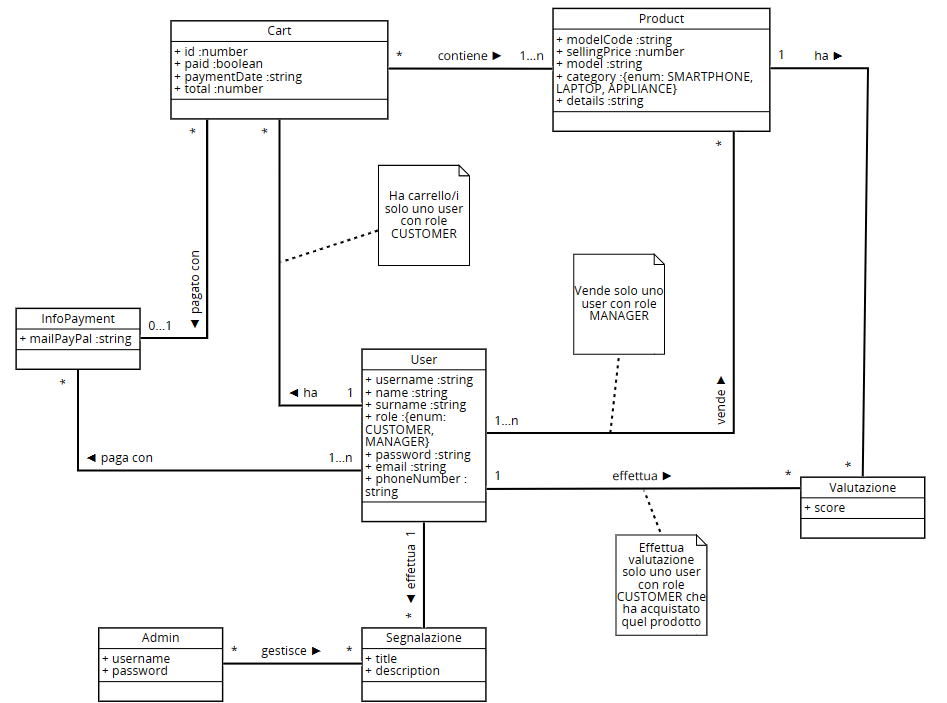 Cart
+ id :number
+ paid :boolean
+ paymentDate :string
+ total :number
* contiene ► 1...n
Product
+ modelCode :string
+ sellingPrice :number
+ model :string
+ category :{enum: SMARTPHONE,
LAPTOP, APPLIANCE}
+ details :string
1 ha ►
*
*
*
Ha carrello/i
solo uno user
con role
CUSTOMER
Vende solo uno
user con role
MANAGER
◄ pagato con
0...1
InfoPayment
+ mailPayPal :string
*
◄ ha 1
User
+ username :string
+ name :string
+ surname :string
+ role :{enum:
CUSTOMER,
MANAGER}
+ password :string
+ email :string
+ phoneNumber :
string
vende ►
1...n
◄ paga con 1...n
1 effettua ► *
*
Valutazione
+ score
Effettua
valutazione
solo uno user
con role
CUSTOMER che
ha acquistato
quel prodotto
◄ effettua 1
*
Admin
+ username
+ password
* gestisce ► *
Segnalazione
+ title
+ description